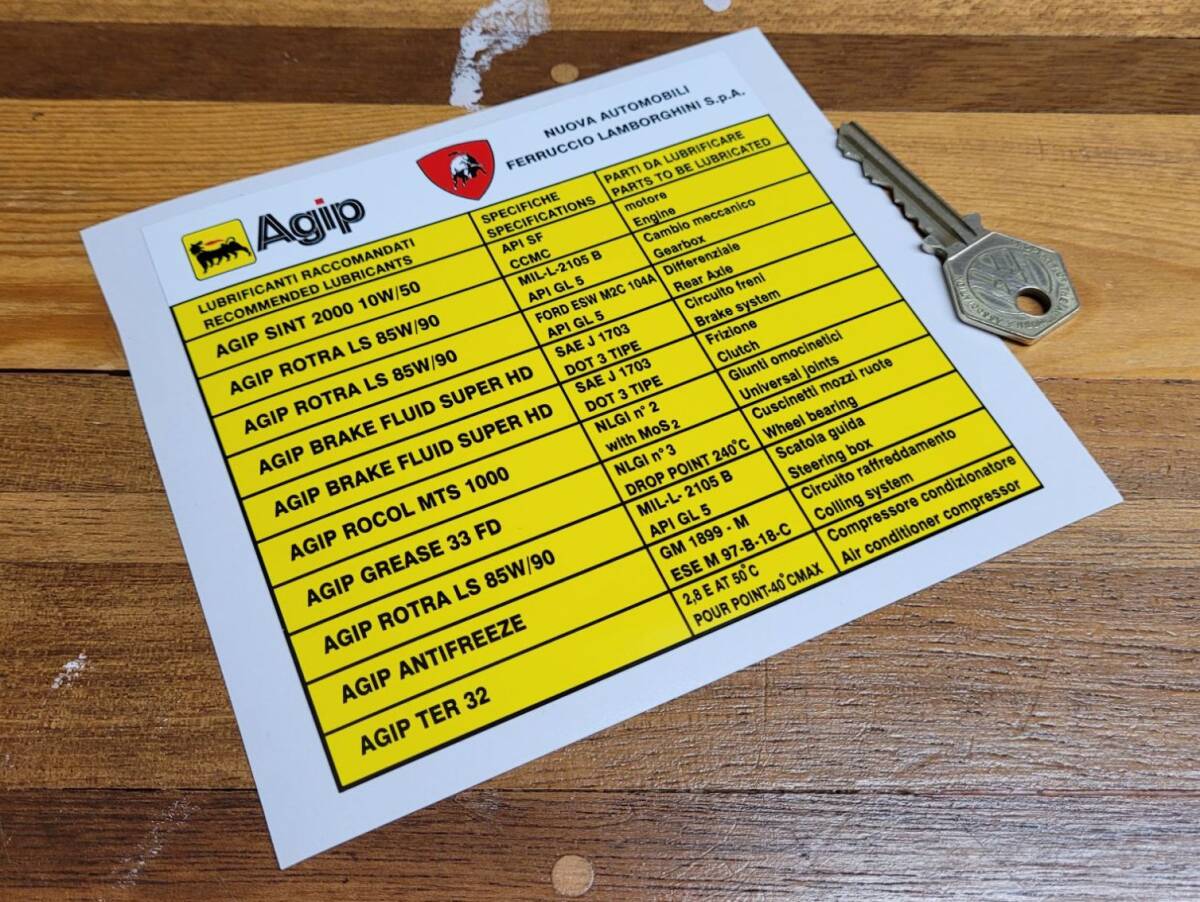 Agip
NUOVA AUTOMOBILI
FERRUCCIO LAMBORGHINI S.p.A.
LUBRIFICANTI RACCOMANDATI
RECOMMENDED LUBRICANTS
SPECIFICHE
SPECIFICATIONS
PARTI DA LUBRIFICARE
PARTS TO BE LUBRICATED
AGIP SINT 2000 10W/50
API SF
CCMC
motore
Engine
AGIP ROTRA LS 85W/90
MIL-L-2105 B
API GL 5
Cambio meccanico
Gearbox
AGIP ROTRA LS 85W/90
FORD ESW M2C 104A
API GL 5
Differenziale
Rear Axle
AGIP BRAKE FLUID SUPER HD
SAE J 1703
DOT 3 TIPE
Circuito freni
Brake system
AGIP BRAKE FLUID SUPER HD
SAE J 1703
DOT 3 TIPE
Frizione
Clutch
AGIP ROCOL MTS 1000
NLGI n° 2
with MoS2
Giunti omocinetici
Universal joints
AGIP GREASE 33 FD
NLGI n° 3
DROP POINT 240°C
Cuscinetti mozzi ruote
Wheel bearing
AGIP ROTRA LS 85W/90
MIL-L- 2105 B
API GL 5
Scatola guida
Steering box
AGIP ANTIFREEZE
GM 1899 - M
ESE M 97-B-18-C
Circuito raffreddamento
Colling system
AGIP TER 32
2,8 E AT 50°C
POUR POINT-40°CMAX
Compressore condizionatore
Air conditioner compressor